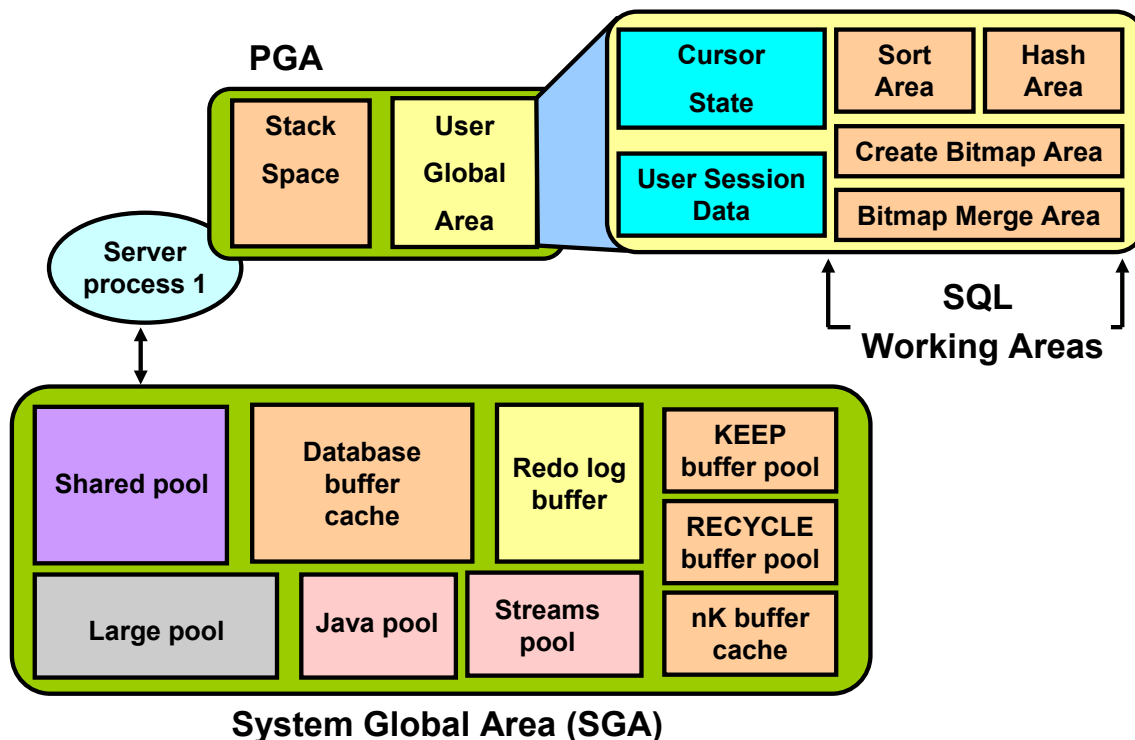 PGA
Stack
Space
User
Global
Area
Cursor
State
User Session
Data
Sort
Area
Hash
Area
Create Bitmap Area
Bitmap Merge Area
SQL
Working Areas
Server
process 1
Shared pool
Database
buffer
cache
Redo log
buffer
KEEP
buffer pool
RECYCLE
buffer pool
nK buffer
cache
Large pool
Java pool
Streams
pool
System Global Area (SGA)